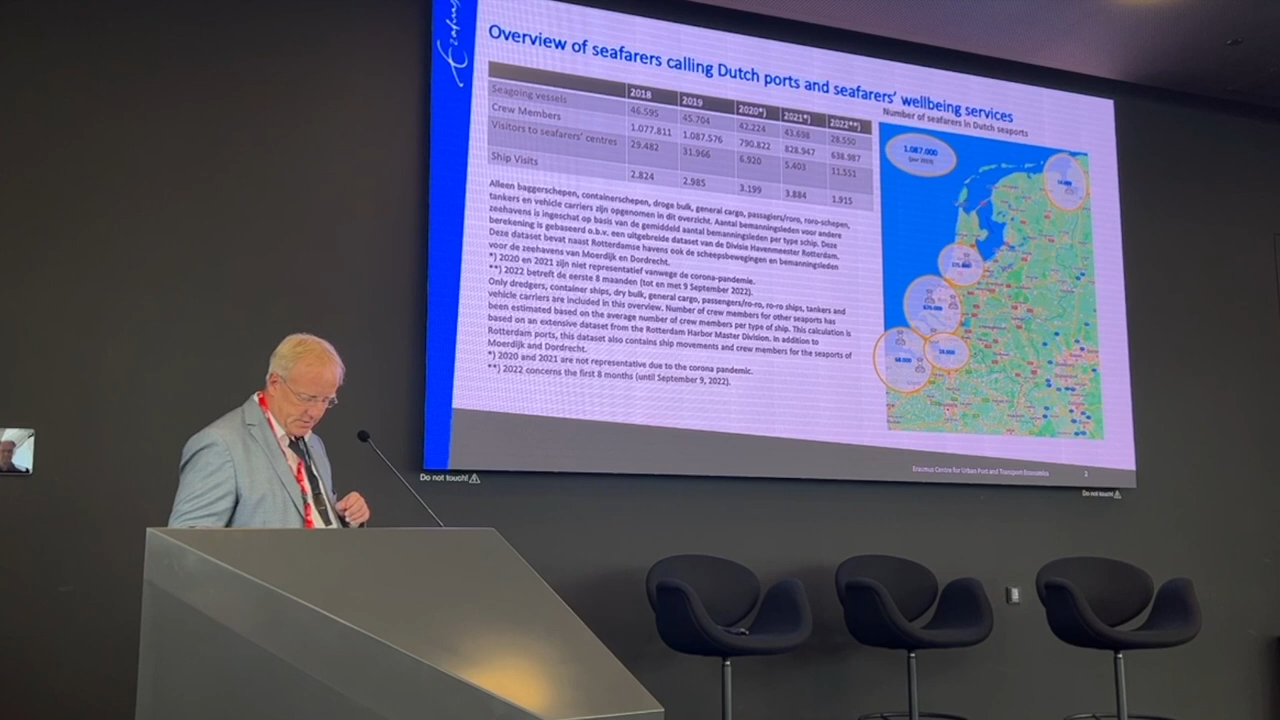 Erasmus
Overview of seafarers calling Dutch ports and seafarers' wellbeing services
2018 2019 2020*) 2021*) 2022**)
Seagoing vessels 46.595 45.704 42.224 43.698 28.550
Crew Members 1.077.811 1.087.576 790.822 828.947 638.987
Visitors to seafarers' centres 29.482 31.966 6.920 5.403 11.551
Ship Visits 2.824 2.985 3.199 3.884 1.915
Alleen baggerschepen, containerschepen, droge bulk, general cargo, passagiers/roro, roro-schepen,
tankers en vehicle carriers zijn opgenomen in dit overzicht. Aantal bemanningsleden voor andere
zeehavens is ingeschat op basis van de gemiddeld aantal bemanningsleden per type schip. Deze
berekening is gebaseerd o.b.v. een uitgebreide dataset van de Divisie Havenmeester Rotterdam.
Deze dataset bevat naast Rotterdamse havens ook de scheepsbewegingen en bemanningsleden
voor de zeehavens van Moerdijk en Dordrecht.
*) 2020 en 2021 zijn niet representatief vanwege de corona-pandemie.
**) 2022 betreft de eerste 8 maanden (tot en met 9 September 2022).
Only dredgers, container ships, dry bulk, general cargo, passengers/ro-ro, ro-ro ships, tankers and
vehicle carriers are included in this overview. Number of crew members for other seaports has
been estimated based on the average number of crew members per type of ship. This calculation is
based on an extensive dataset from the Rotterdam Harbor Master Division. In addition to
Rotterdam ports, this dataset also contains ship movements and crew members for the seaports of
Moerdijk and Dordrecht.
*) 2020 and 2021 are not representative due to the corona pandemic.
**) 2022 concerns the first 8 months (until September 9, 2022).
Number of seafarers in Dutch seaports
1.087.000
Erasmus Centre for Urban Port and Transport Economics 2
Do not touch!
Do not touch!